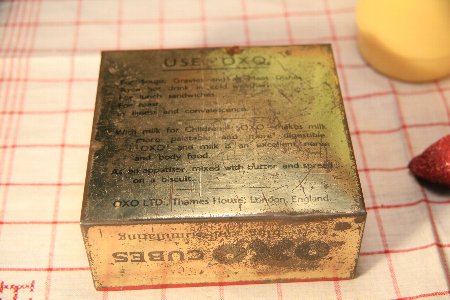 USE - OXO.
For Soups, Gravies and all Meat Dishes.
For a hot drink in cold weather.
For lunch sandwiches.
For toast.
In illness and convalescence.
With milk for Children "OXO" makes milk
more palatable and more digestible.
"OXO" and milk is an excellent nerve
and body food.
As an appetiser mixed with butter and spread
on a biscuit.
OXO LTD., Thames House, London, England.
Stimulating
OXO CUBES